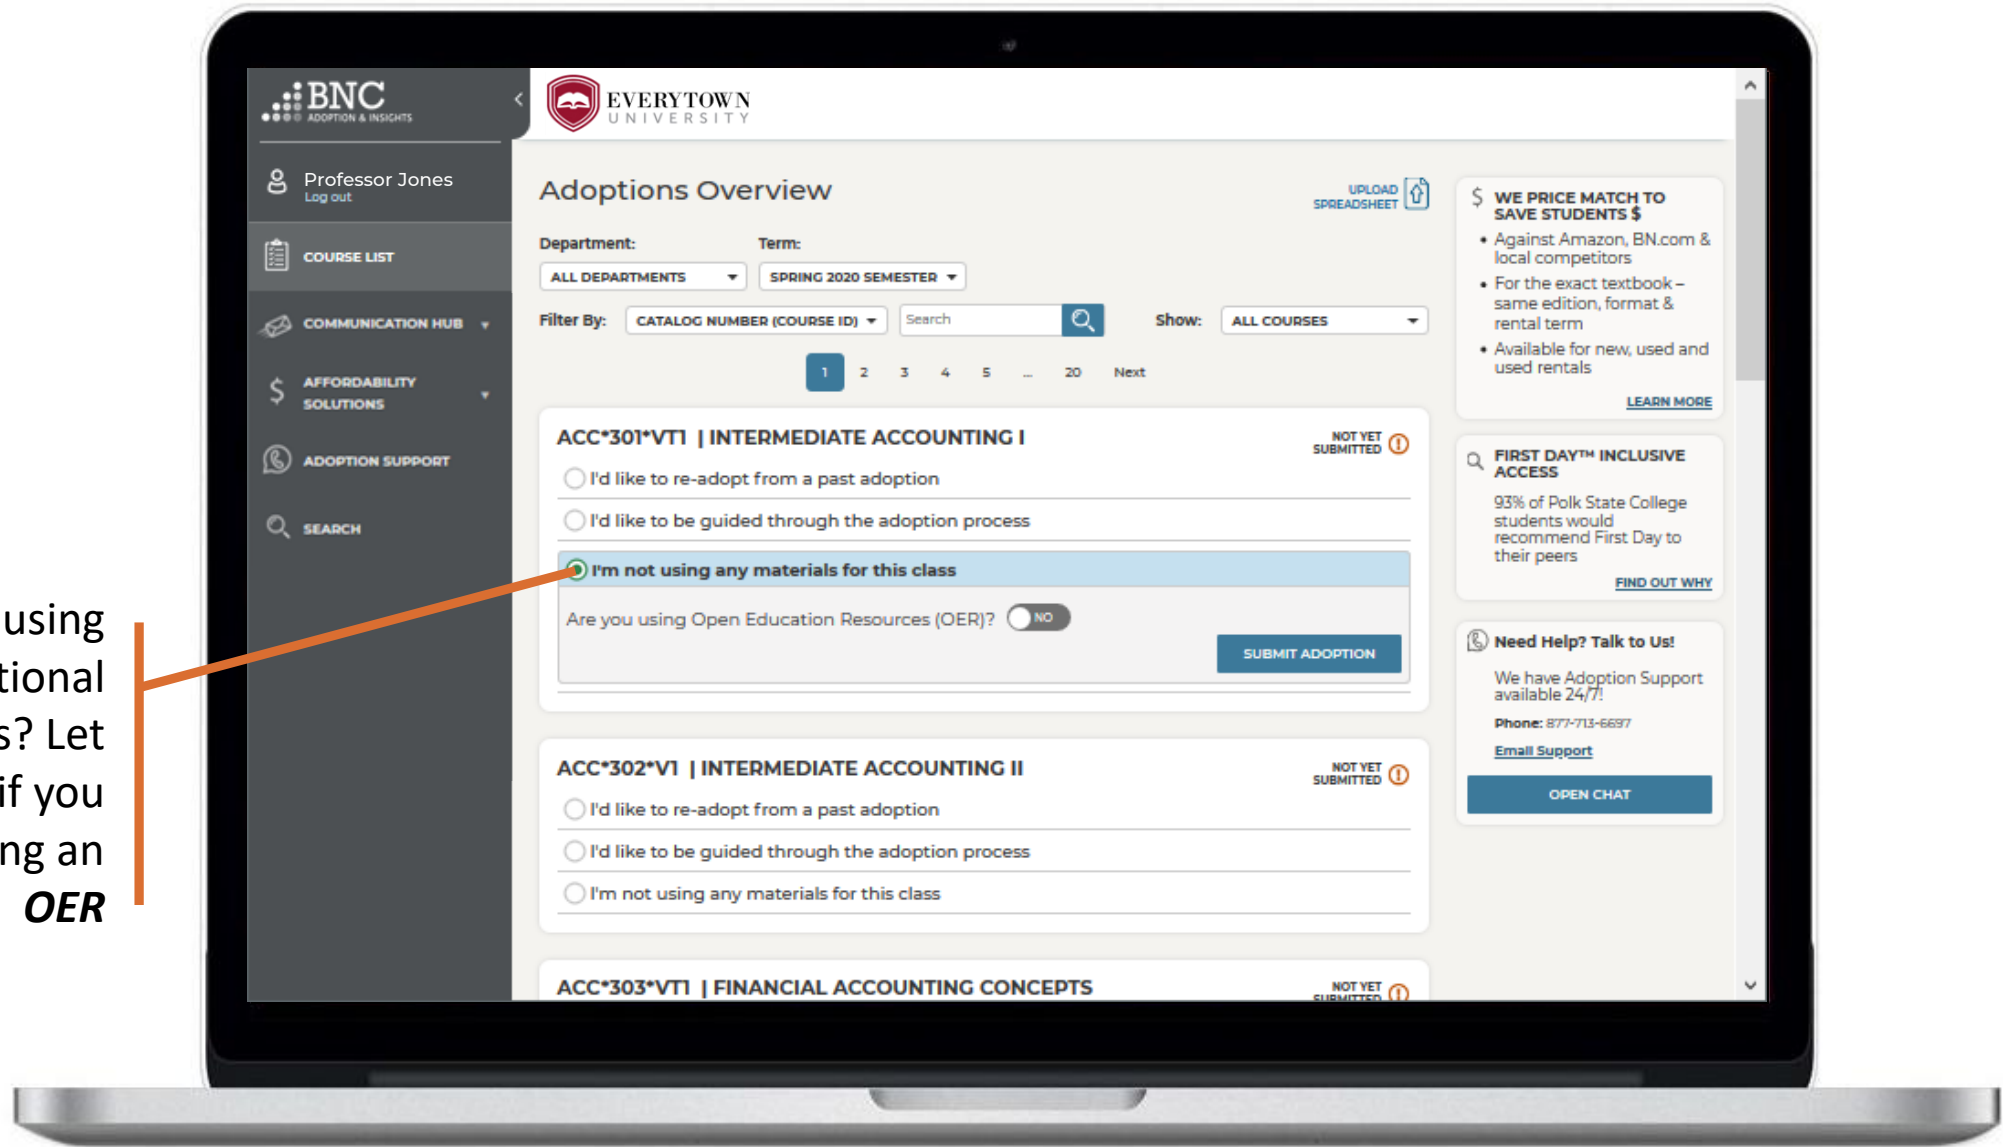 BNC
ADOPTION & INSIGHTS
EVERYTOWN
UNIVERSITY
Professor Jones
Log out
COURSE LIST
COMMUNICATION HUB
AFFORDABILITY
SOLUTIONS
ADOPTION SUPPORT
SEARCH
Adoptions Overview
UPLOAD
SPREADSHEET
Department: Term:
ALL DEPARTMENTS SPRING 2020 SEMESTER
Filter By: CATALOG NUMBER (COURSE ID) Search Show: ALL COURSES
1 2 3 4 5 ... 20 Next
ACC*301*VT1 | INTERMEDIATE ACCOUNTING I
NOT YET
SUBMITTED
I'd like to re-adopt from a past adoption
I'd like to be guided through the adoption process
I'm not using any materials for this class
Are you using Open Education Resources (OER)? NO
SUBMIT ADOPTION
ACC*302*V1 | INTERMEDIATE ACCOUNTING II
NOT YET
SUBMITTED
I'd like to re-adopt from a past adoption
I'd like to be guided through the adoption process
I'm not using any materials for this class
ACC*303*VT1 | FINANCIAL ACCOUNTING CONCEPTS
NOT YET
SUBMITTED
$ WE PRICE MATCH TO
SAVE STUDENTS $
• Against Amazon, BN.com &
local competitors
• For the exact textbook –
same edition, format &
rental term
• Available for new, used and
used rentals
LEARN MORE
FIRST DAY™ INCLUSIVE
ACCESS
93% of Polk State College
students would
recommend First Day to
their peers
FIND OUT WHY
Need Help? Talk to Us!
We have Adoption Support
available 24/7!
Phone: 877-713-6697
Email Support
OPEN CHAT
using
tional
s? Let
if you
ng an
OER